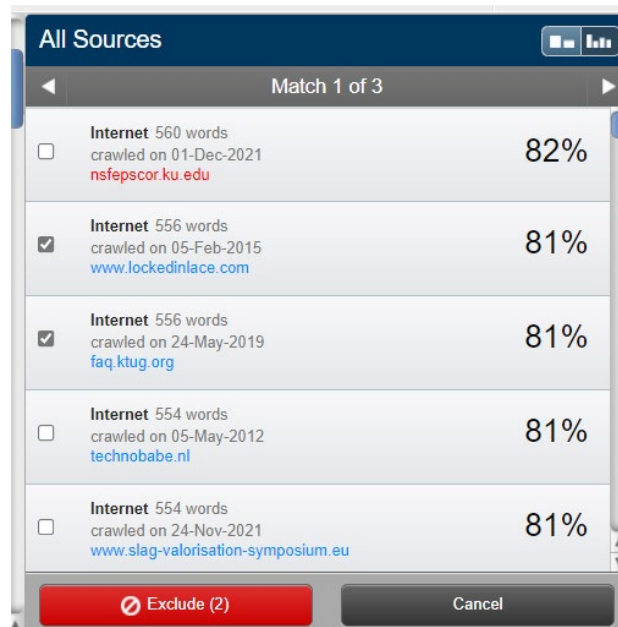 All Sources
Match 1 of 3
Internet 560 words
crawled on 01-Dec-2021
nsfepscor.ku.edu
82%
Internet 556 words
crawled on 05-Feb-2015
www.lockedinlace.com
81%
Internet 556 words
crawled on 24-May-2019
faq.ktug.org
81%
Internet 554 words
crawled on 05-May-2012
technobabe.nl
81%
Internet 554 words
crawled on 24-Nov-2021
www.slag-valorisation-symposium.eu
81%
Exclude (2)
Cancel